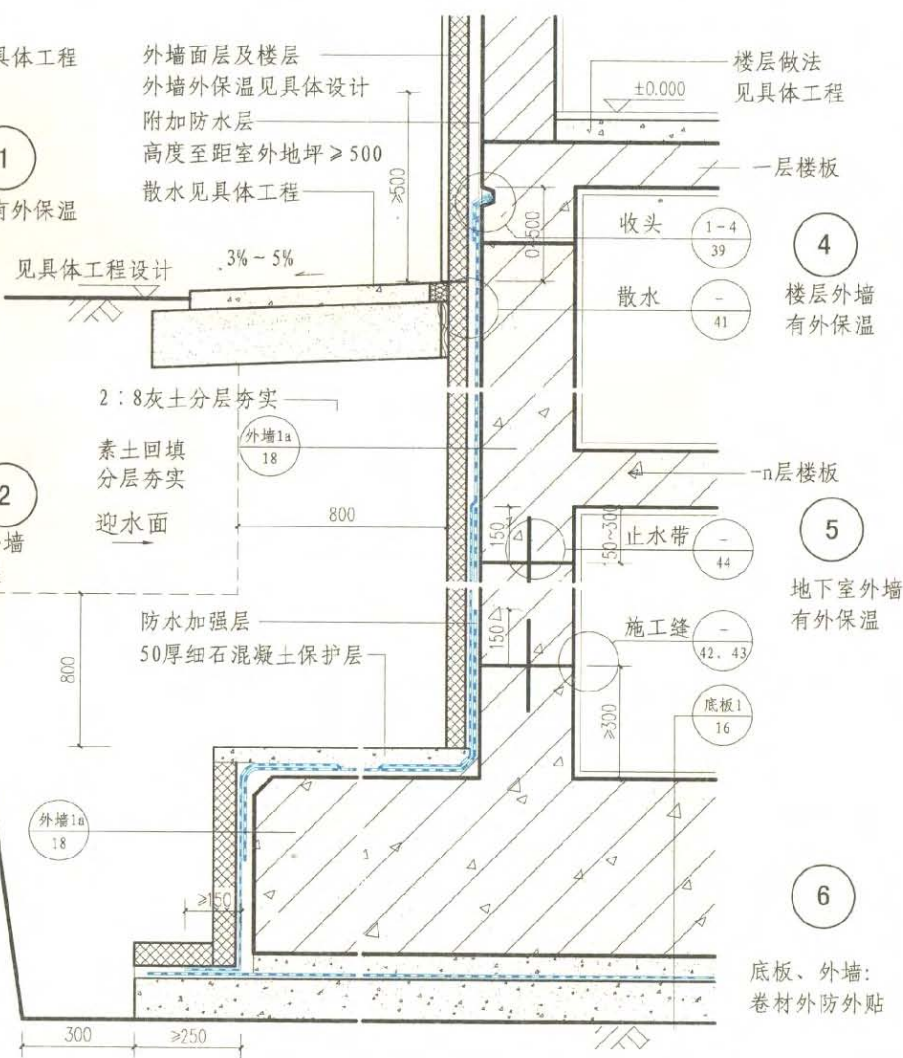 具体工程
外墙面层及楼层
外墙外保温见具体设计
附加防水层
高度至距室外地坪≥500
散水见具体工程
楼层做法
见具体工程
±0.000
一层楼板
1
有外保温
≥500
0~500
收头
1-4
39
4
楼层外墙
有外保温
见具体工程设计
3%~5%
散水
-
41
2:8灰土分层夯实
素土回填
分层夯实
迎水面
外墙1a
18
-n层楼板
2
墙
800
150
150~300
止水带
-
44
5
地下室外墙
有外保温
防水加强层
50厚细石混凝土保护层
800
150
施工缝
-
42、43
≥300
底板1
16
外墙1a
18
≥150
6
底板、外墙:
卷材外防外贴
300
≥250